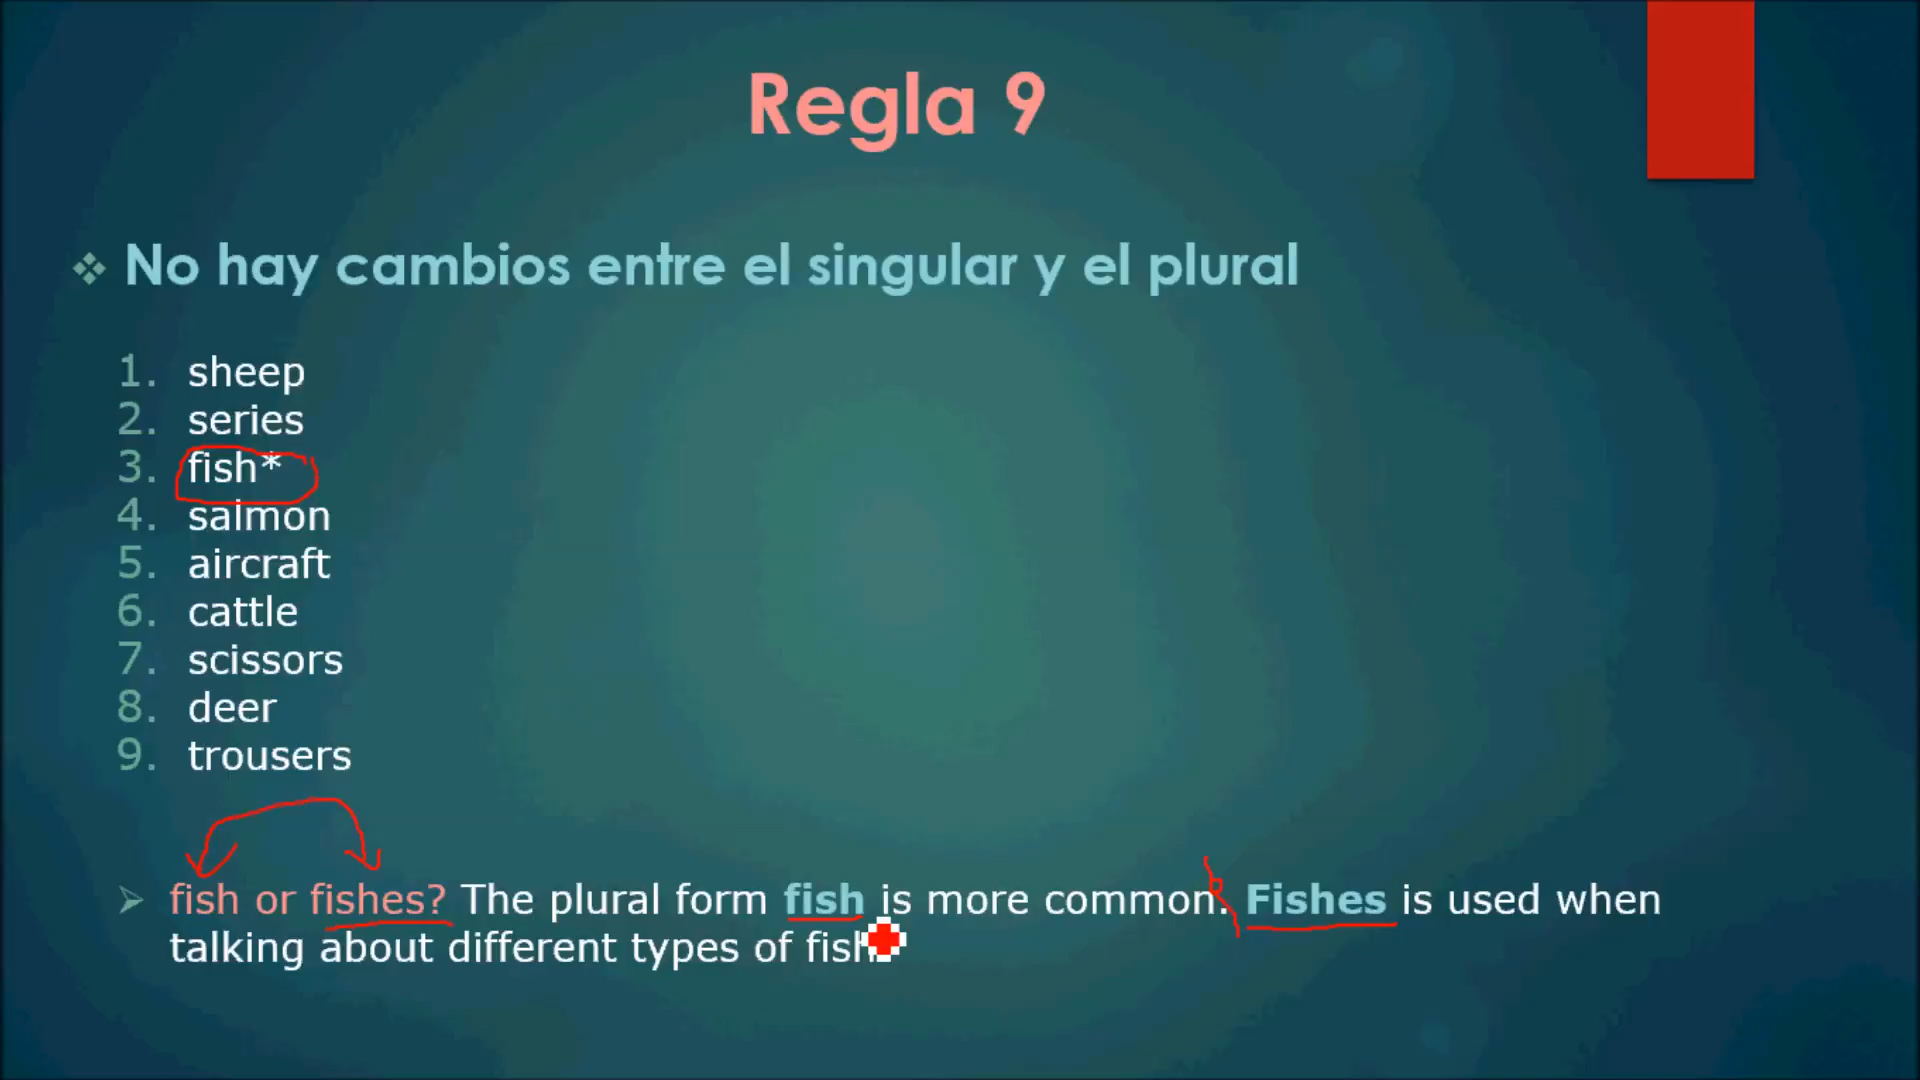 Regla 9
No hay cambios entre el singular y el plural
1. sheep
2. series
3. fish*
4. salmon
5. aircraft
6. cattle
7. scissors
8. deer
9. trousers
fish or fishes? The plural form fish is more common. Fishes is used when
talking about different types of fish